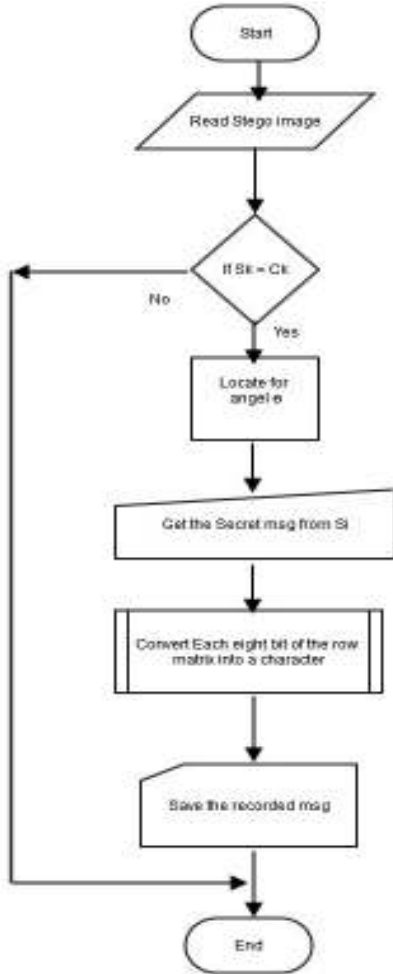 Start
Read Stego image
If Sk = Ck
No
Yes
Locate for
angel e
Get the Secret msg from Si
Convert Each eight bit of the row
matrix into a character
Save the recorded msg
End